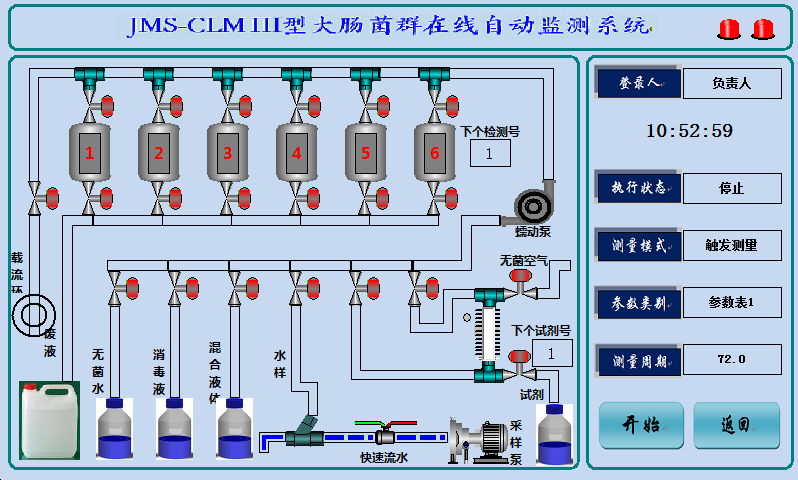 JMS-CLM III型大肠菌群在线自动监测系统
登录人
负责人
10:52:59
执行状态
停止
测量模式
触发测量
参数类别
参数表1
测量周期
72.0
开始
返回
1
2
3
4
5
6
下个检测号
1
蠕动泵
载流环
废液
无菌空气
下个试剂号
1
试剂
无菌水
消毒液
混合液体
水样
快速流水
采样泵